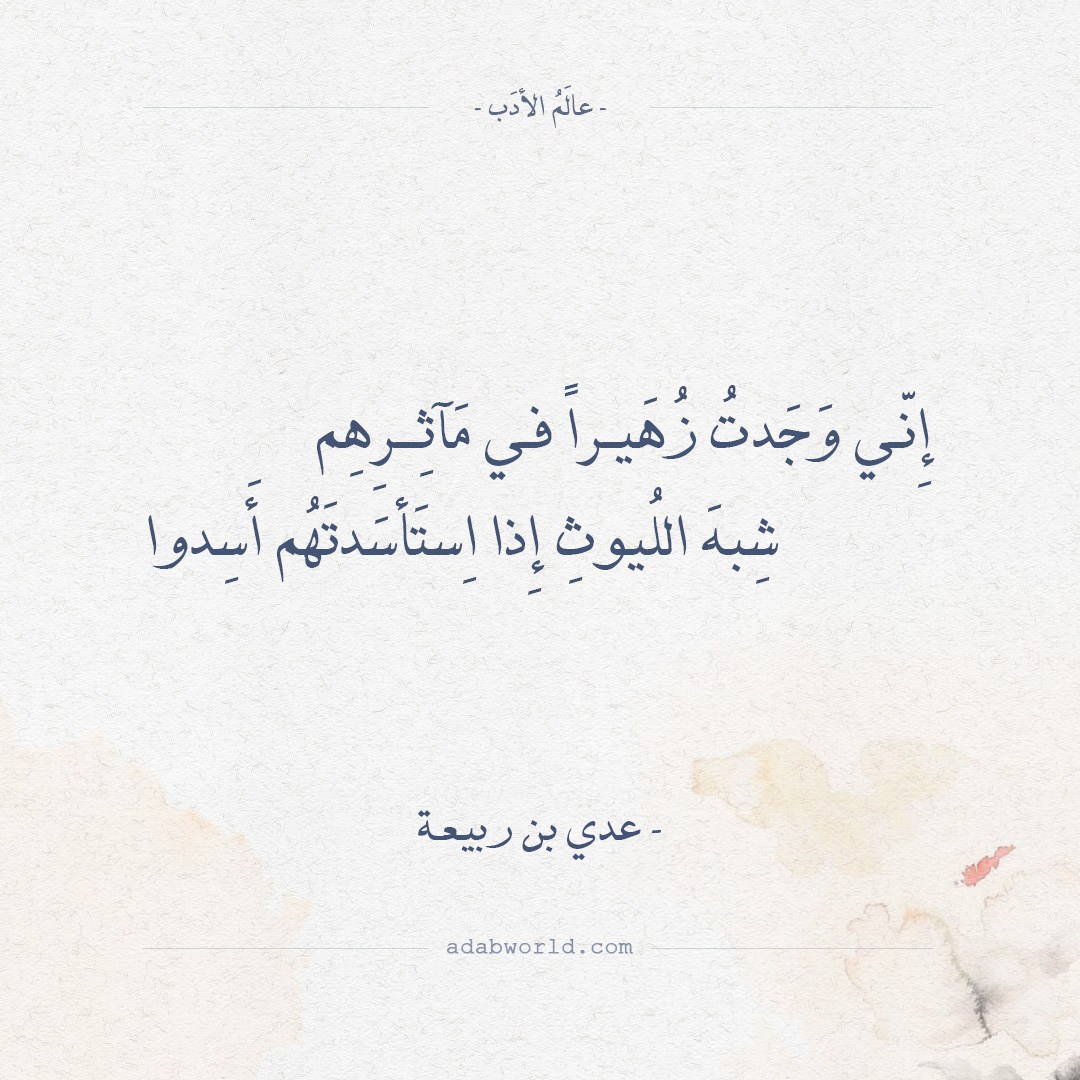 - عالَمُ الأدَب -
إِنّي وَجَدتُ زُهَيراً في مَآثِرِهِم
شِبهَ اللُيوثِ إِذا اِستَأسَدتَهُم أَسِدوا
- عدي بن ربيعة
adabworld.com